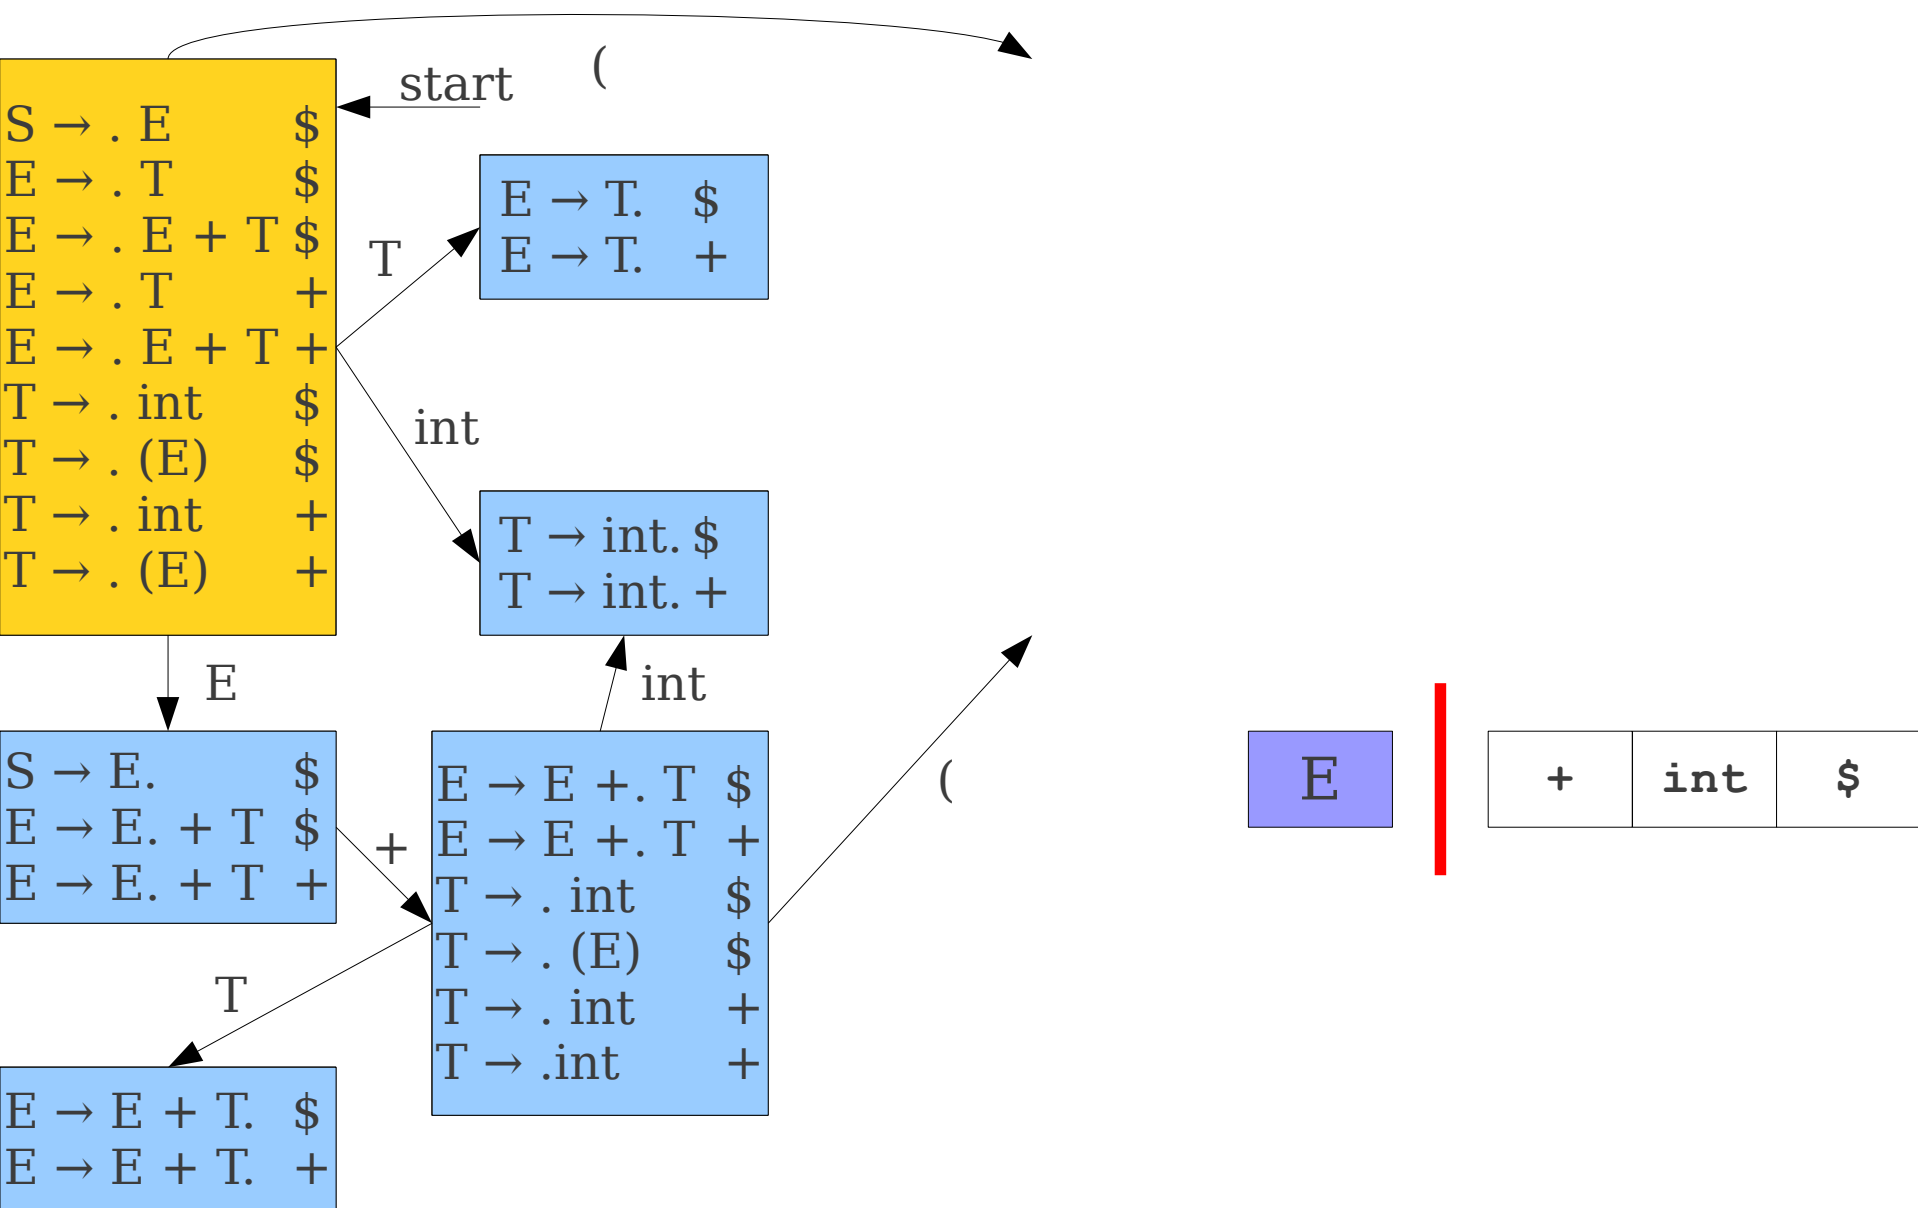 (
start
S → . E $
E → . T $
E → . E + T $
E → . T +
E → . E + T +
T → . int $
T → . (E) $
T → . int +
T → . (E) +
T
E → T. $
E → T. +
int
T → int. $
T → int. +
E
int
S → E. $
E → E. + T $
E → E. + T +
+
E → E +. T $
E → E +. T +
T → . int $
T → . (E) $
T → . int +
T → .int +
(
E
+ int $
T
E → E + T. $
E → E + T. +